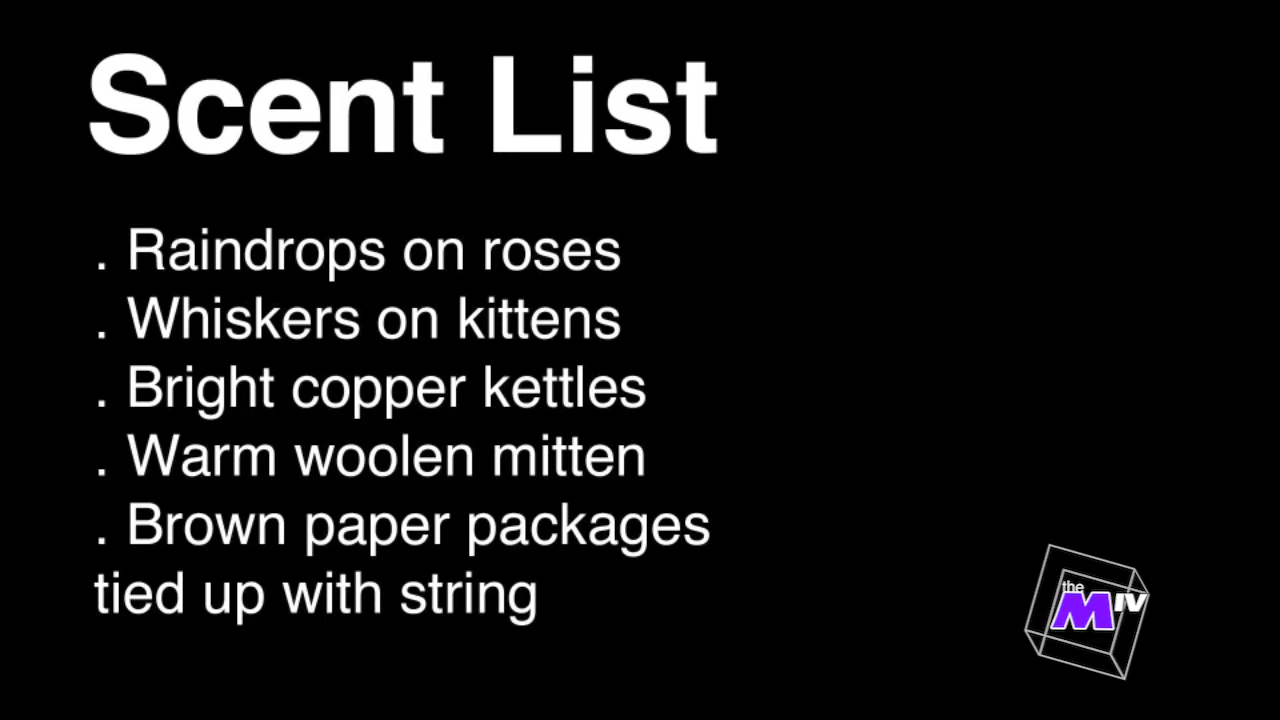 Scent List
. Raindrops on roses
. Whiskers on kittens
. Bright copper kettles
. Warm woolen mitten
. Brown paper packages
tied up with string
the
M IV